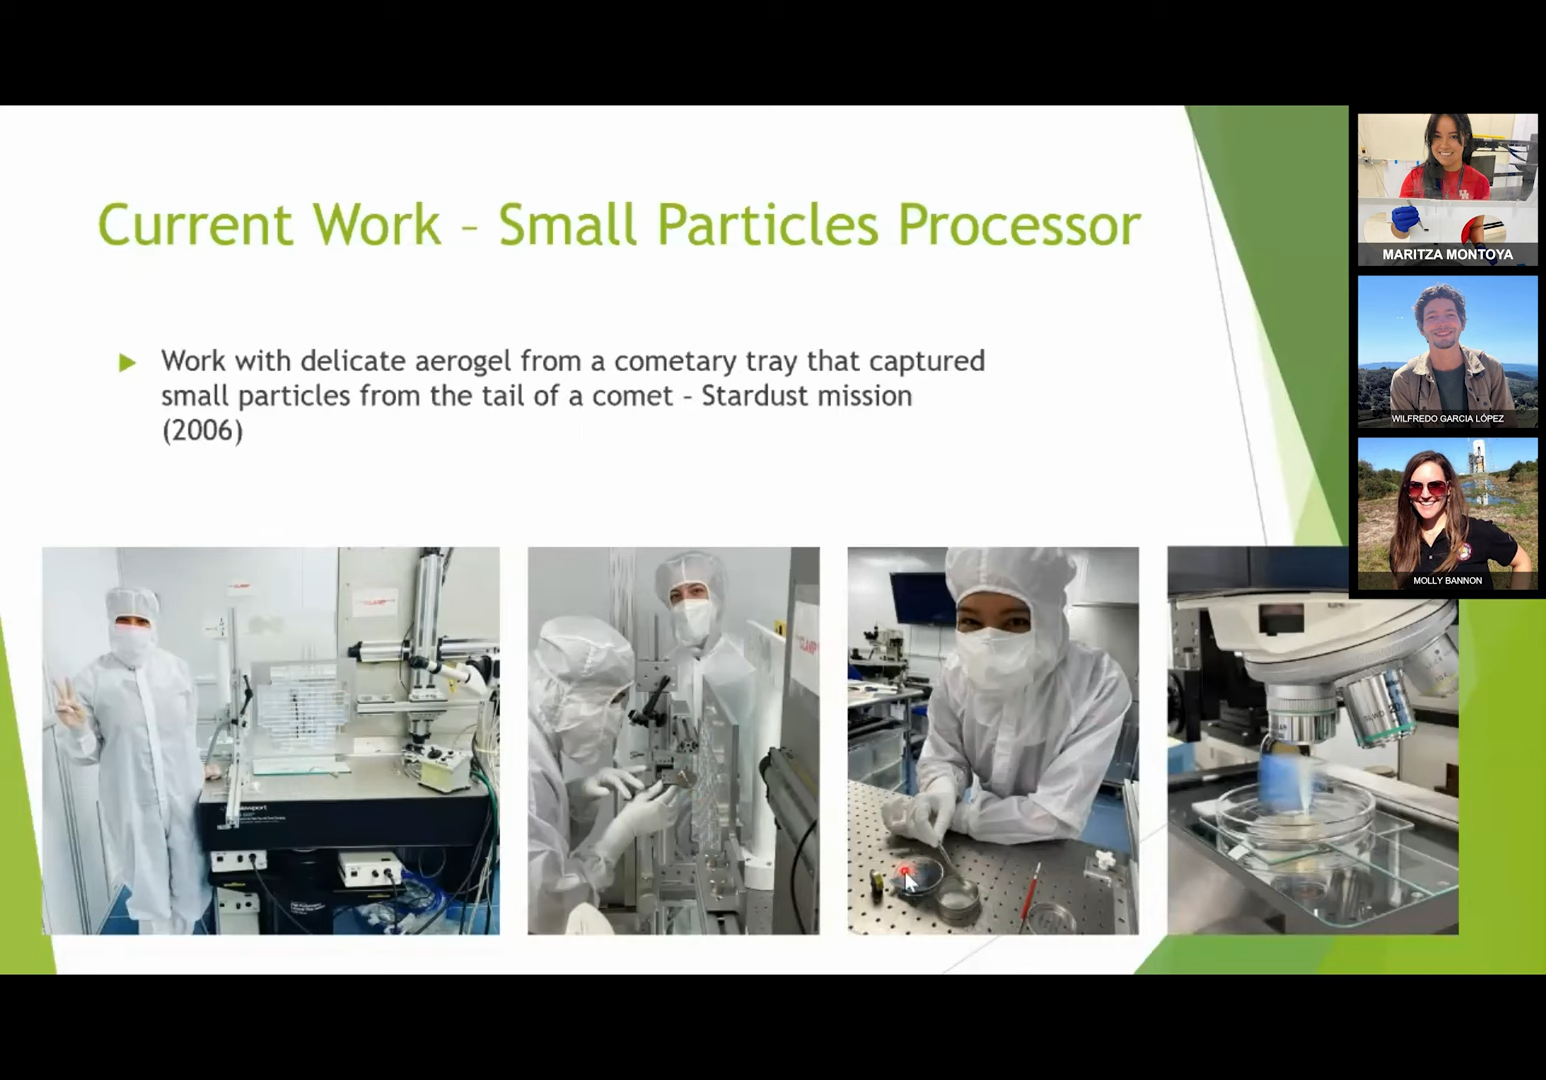 Current Work – Small Particles Processor
Work with delicate aerogel from a cometary tray that captured
small particles from the tail of a comet – Stardust mission
(2006)
MARITZA MONTOYA
WILFREDO GARCIA LÓPEZ
MOLLY BANNON
Newport